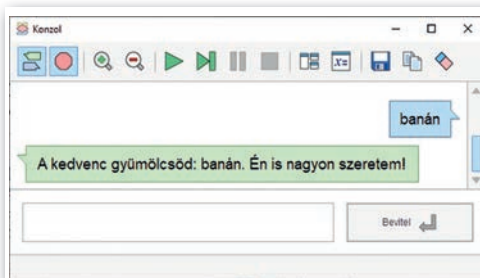 Konzol
x=
banán
A kedvenc gyümölcsöd: banán. Én is nagyon szeretem!
Bevitel